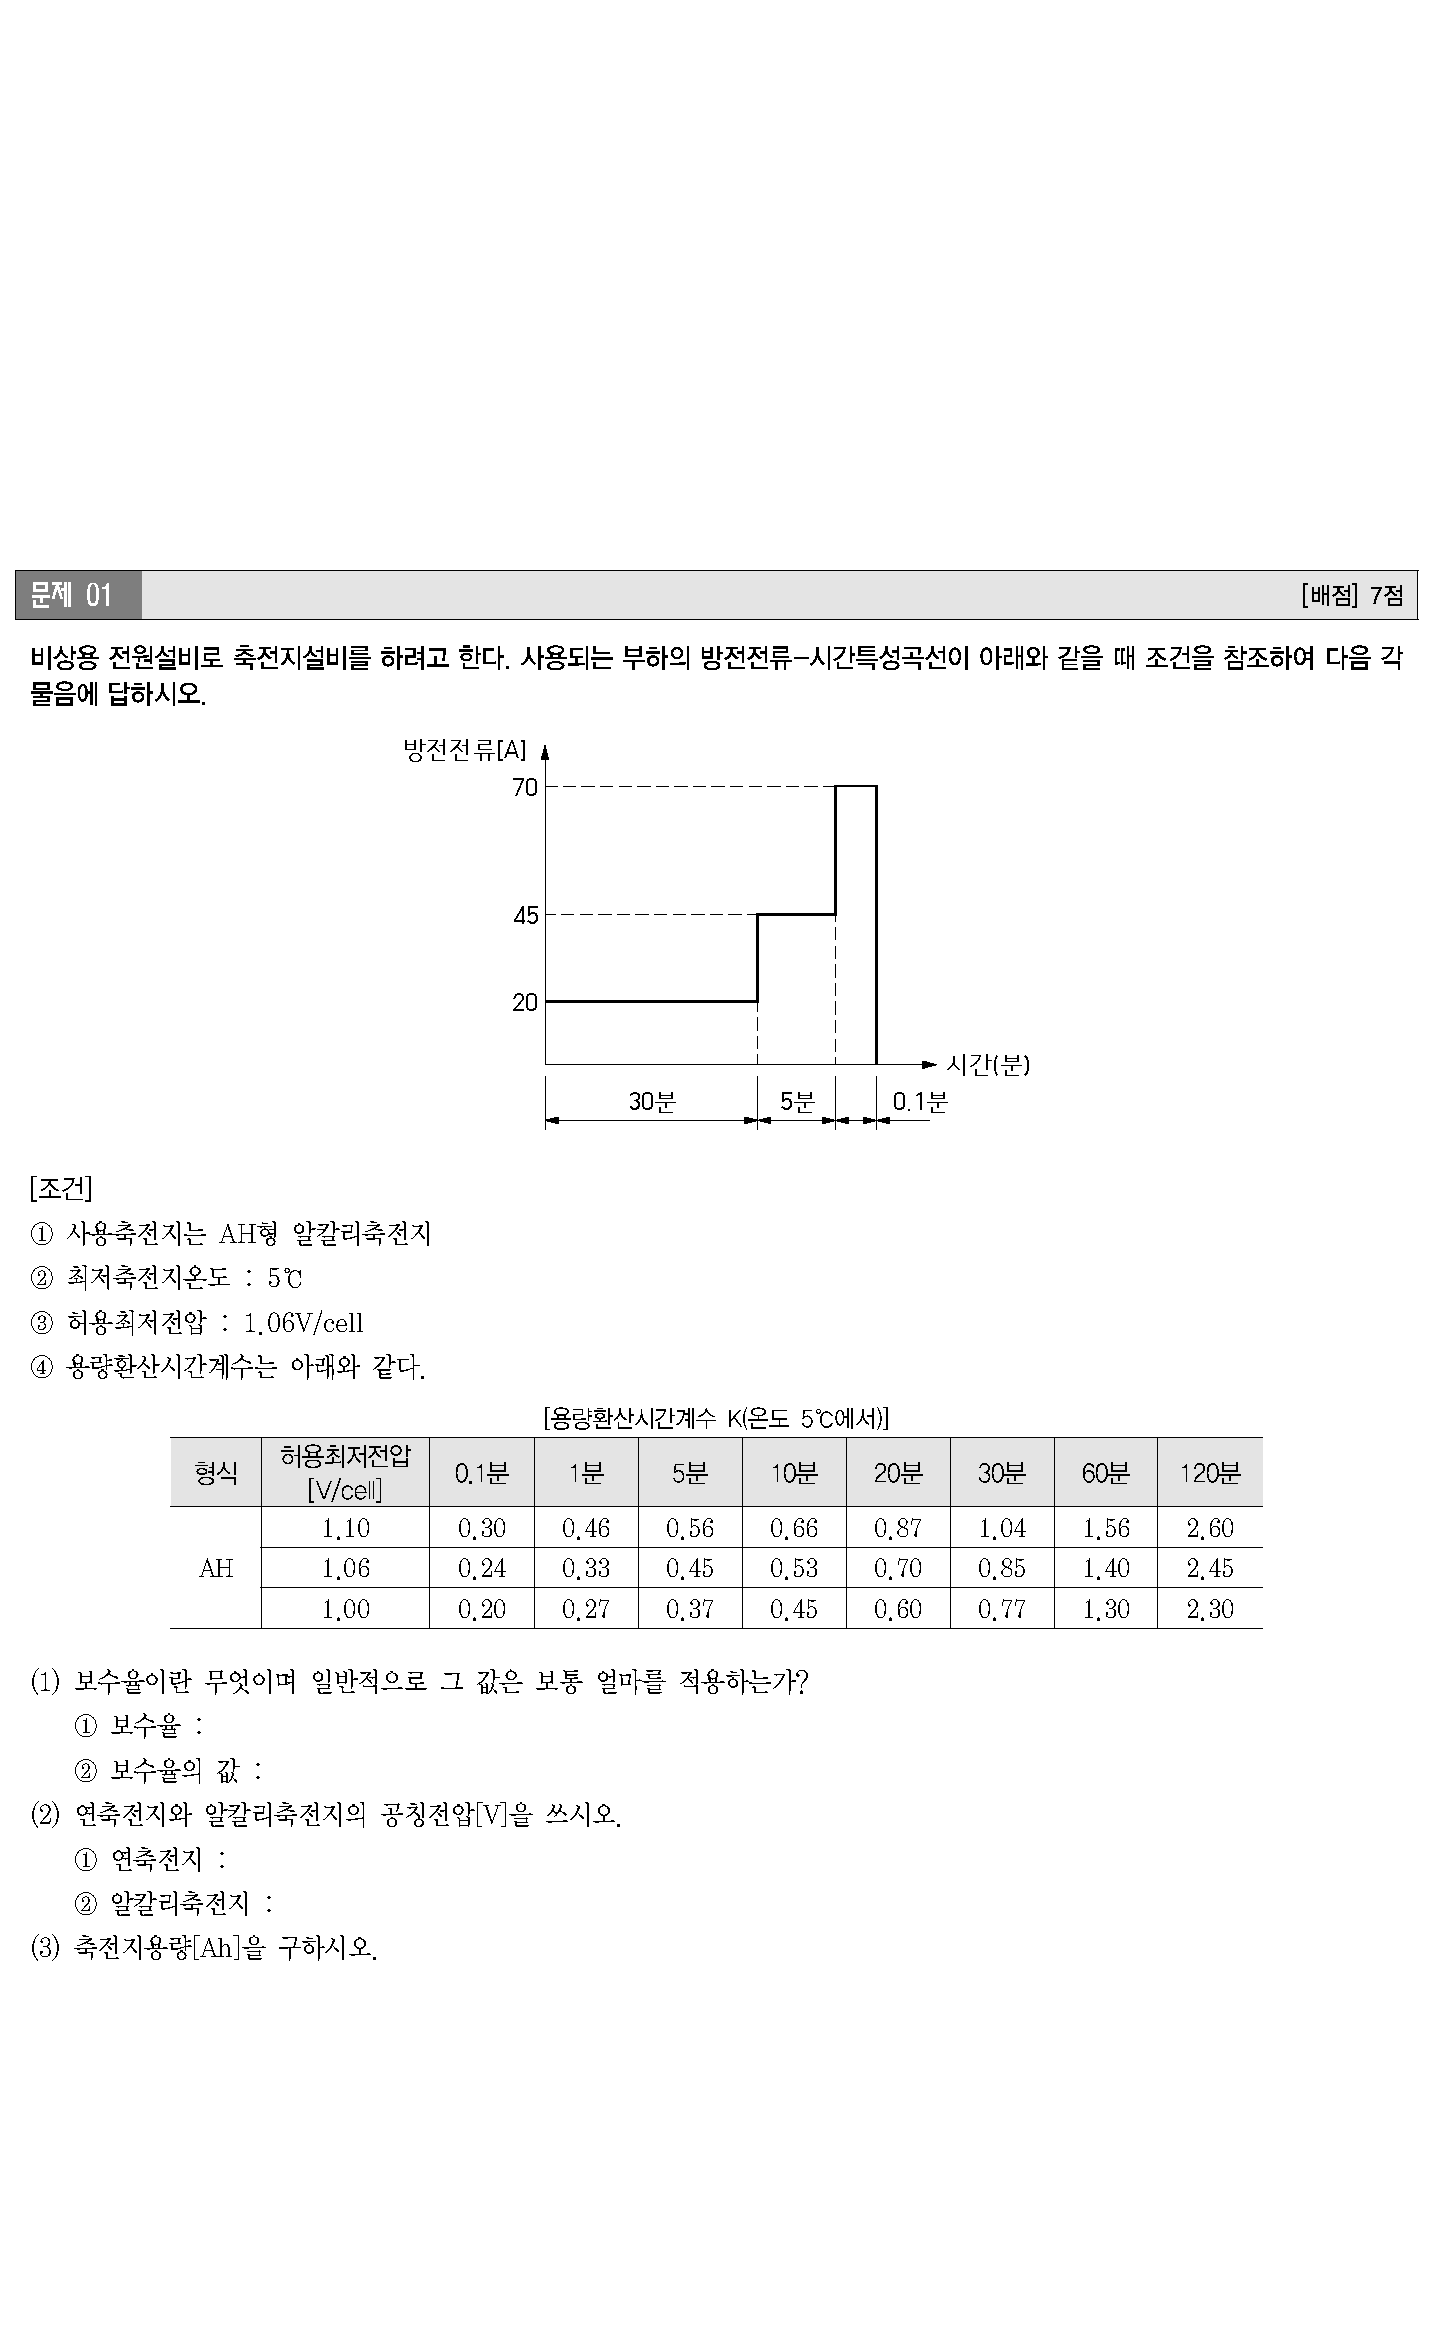 문제 01 [배점] 7점
비상용 전원설비로 축전지설비를 하려고 한다. 사용되는 부하의 방전전류-시간특성곡선이 아래와 같을 때 조건을 참조하여 다음 각
물음에 답하시오.
방전전류[A]
70
45
20
시간(분)
30분 5분 0.1분
[조건]
① 사용축전지는 AH형 알칼리축전지
② 최저축전지온도 : 5℃
③ 허용최저전압 : 1.06V/cell
④ 용량환산시간계수는 아래와 같다.
[용량환산시간계수 K(온도 5℃에서)]
형식 허용최저전압 [V/cell] 0.1분 1분 5분 10분 20분 30분 60분 120분
1.10 0.30 0.46 0.56 0.66 0.87 1.04 1.56 2.60
AH 1.06 0.24 0.33 0.45 0.53 0.70 0.85 1.40 2.45
1.00 0.20 0.27 0.37 0.45 0.60 0.77 1.30 2.30
(1) 보수율이란 무엇이며 일반적으로 그 값은 보통 얼마를 적용하는가?
① 보수율 :
② 보수율의 값 :
(2) 연축전지와 알칼리축전지의 공칭전압[V]을 쓰시오.
① 연축전지 :
② 알칼리축전지 :
(3) 축전지용량[Ah]을 구하시오.